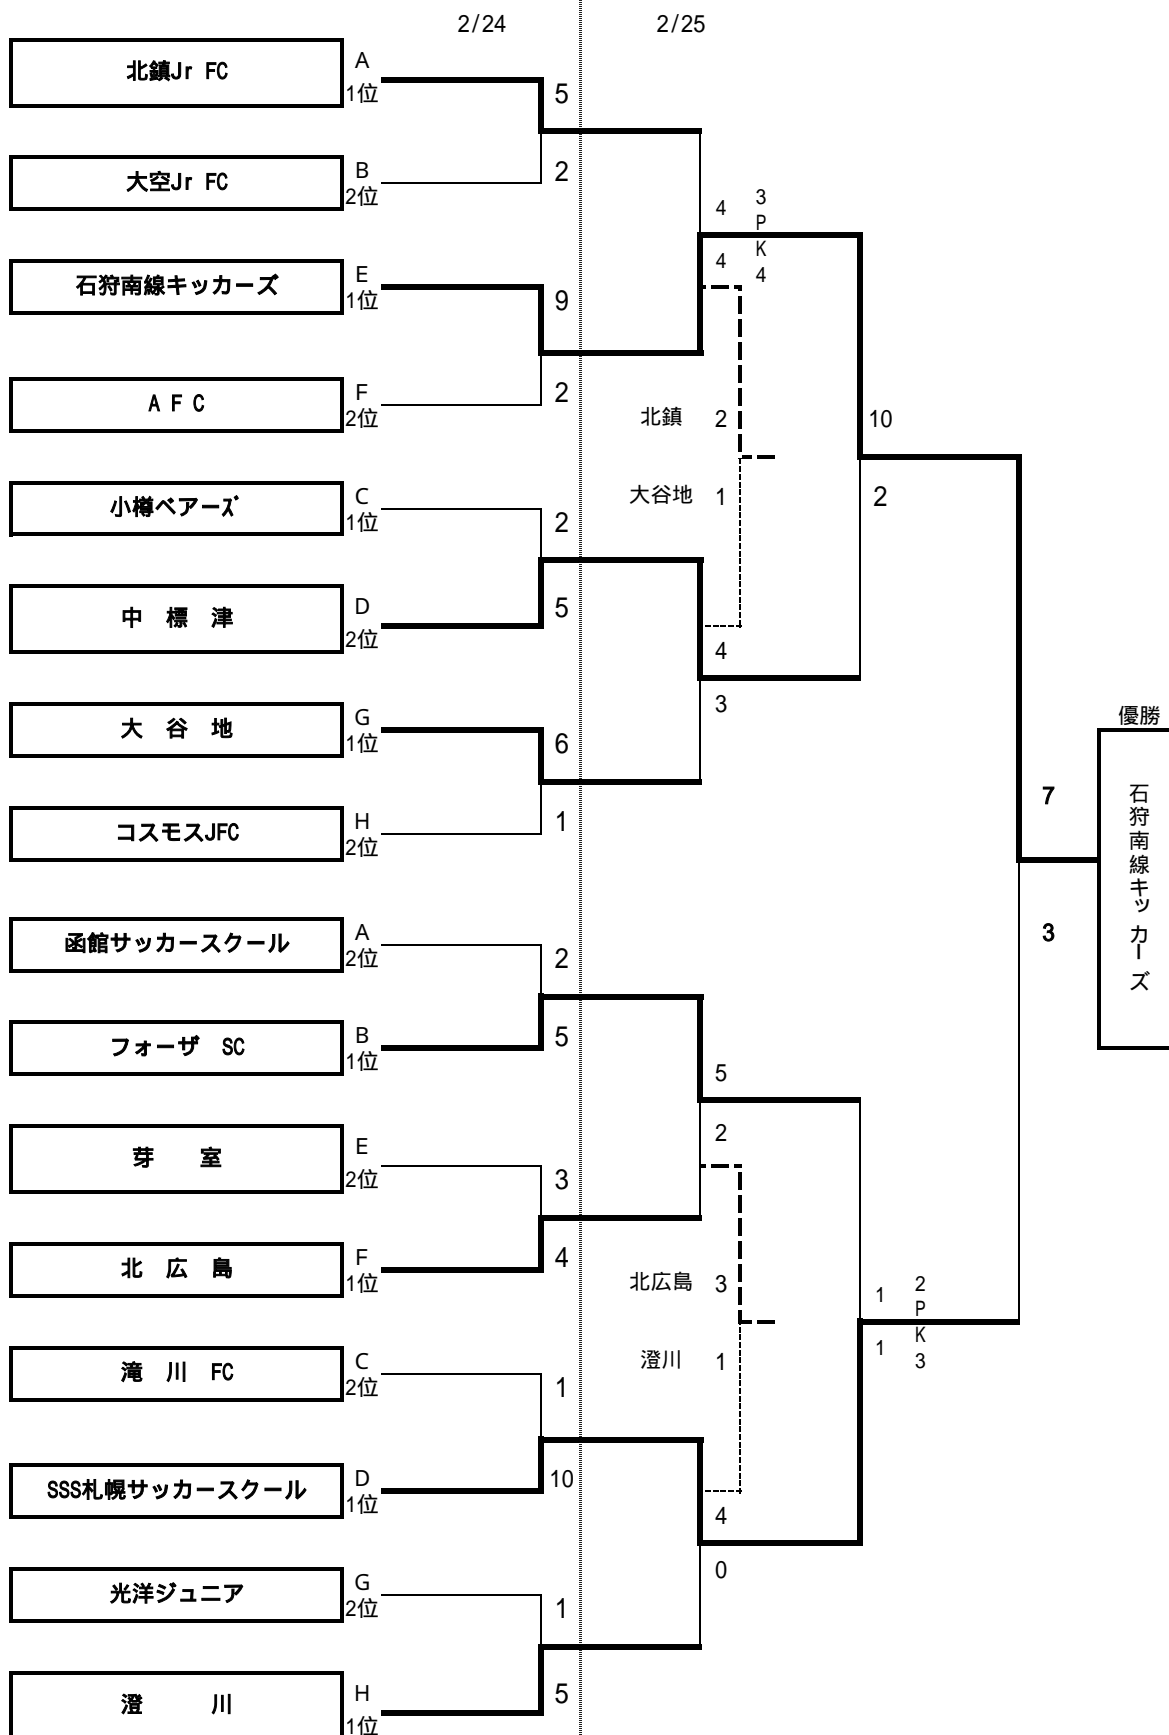 2/24 2/25
北鎮Jr FC A 1位
5
大空Jr FC B 2位
2
4 3PK4
4
石狩南線キッカーズ E 1位
9
AFC F 2位
2
北鎮 2
10
大谷地 1
2
小樽ベアーズ C 1位
2
中標津 D 2位
5
4
3
大谷地 G 1位
6
優勝
石狩南線キッカーズ
7
コスモスJFC H 2位
1
3
函館サッカースクール A 2位
2
フォーザ SC B 1位
5
5
2
芽室 E 2位
3
北広島 F 1位
4
北広島 3
1 2PK3
1
澄川 1
滝川 FC C 2位
1
SSS札幌サッカースクール D 1位
10
4
0
光洋ジュニア G 2位
1
澄川 H 1位
5